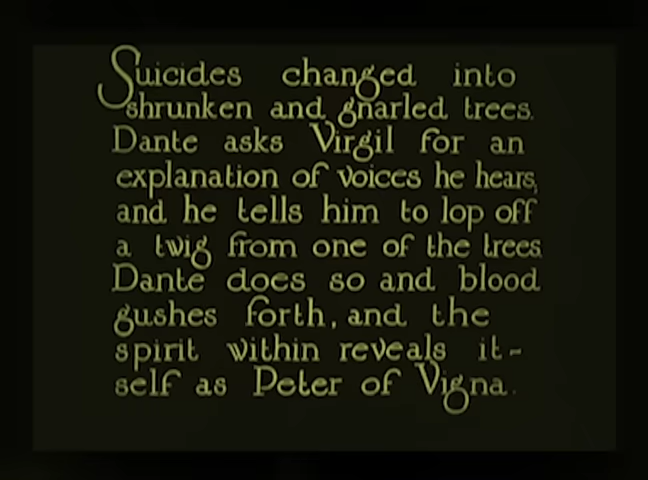 Suicides changed into
shrunken and gnarled trees.
Dante asks Virgil for an
explanation of voices he hears,
and he tells him to lop off
a twig from one of the trees
Dante does so and blood
gushes forth, and the
spirit within reveals it-
self as Peter of Vigna.